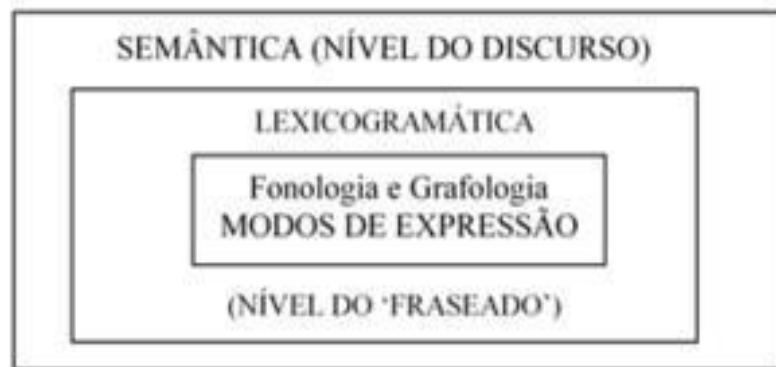 SEMÂNTICA (NÍVEL DO DISCURSO)
LEXICOGRAMÁTICA
Fonologia e Grafologia
MODOS DE EXPRESSÃO
(NÍVEL DO ‘FRASEADO’)